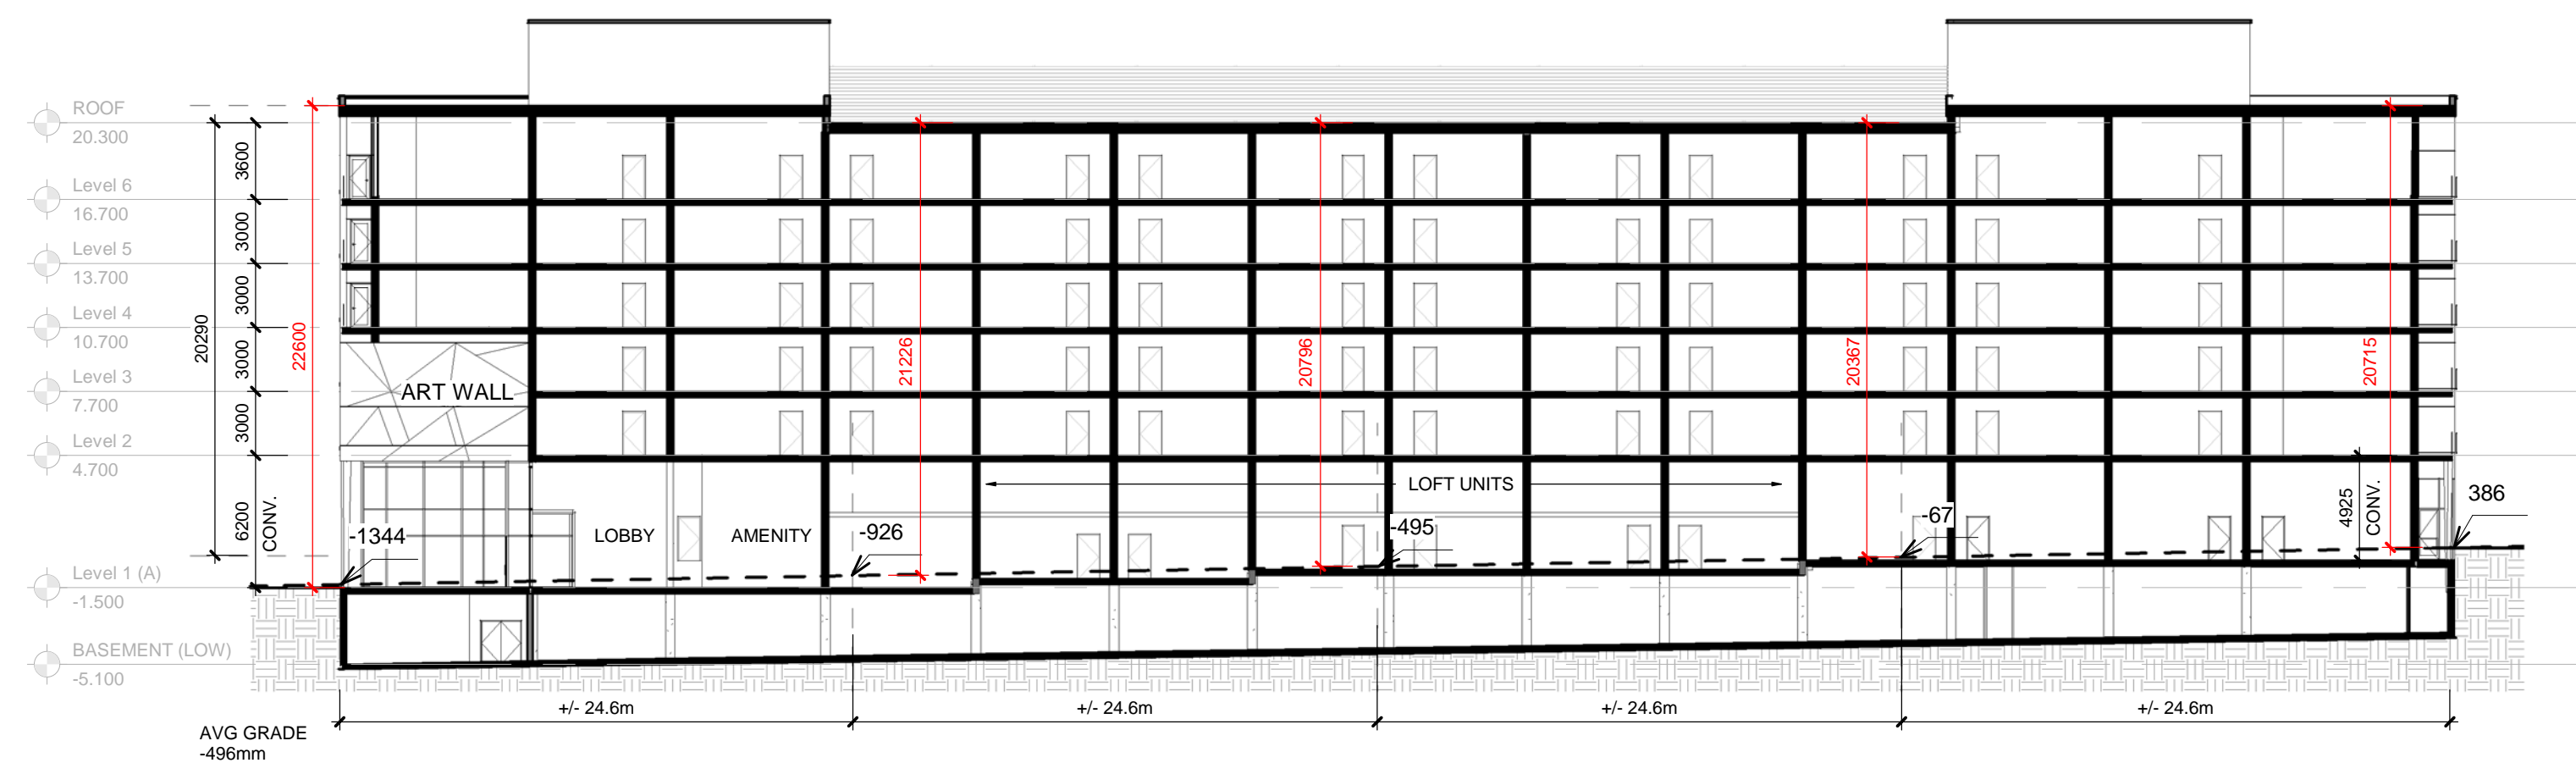 ROOF
20.300
Level 6
16.700
Level 5
13.700
Level 4
10.700
Level 3
7.700
Level 2
4.700
Level 1 (A)
-1.500
BASEMENT (LOW)
-5.100
20290
3600
3000
3000
3000
3000
6200
CONV.
22600
21226
20796
20367
20715
ART WALL
LOFT UNITS
LOBBY
AMENITY
4925
CONV.
-1344
-926
-495
-67
386
+/- 24.6m
+/- 24.6m
+/- 24.6m
+/- 24.6m
AVG GRADE
-496mm